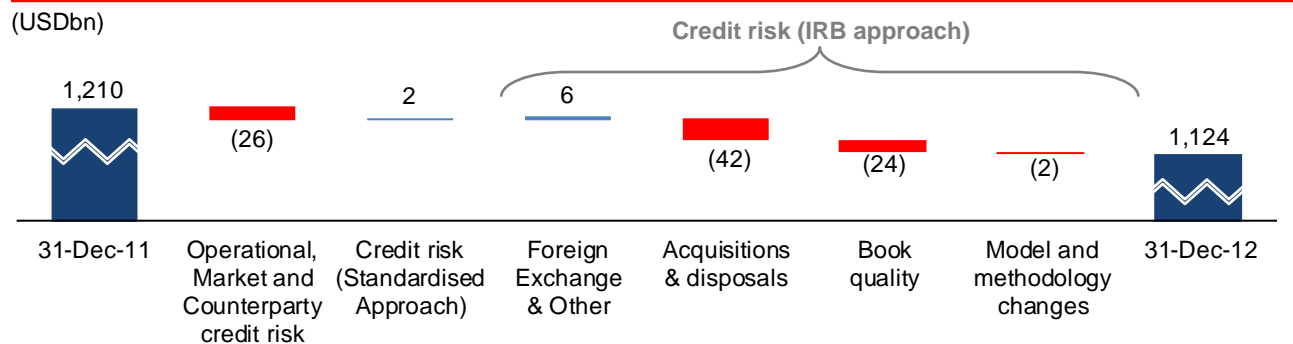 (USDbn)
Credit risk (IRB approach)
1,210
(26)
2
6
(42)
(24)
(2)
1,124
31-Dec-11
Operational,
Market and
Counterparty
credit risk
Credit risk
(Standardised
Approach)
Foreign
Exchange
& Other
Acquisitions
& disposals
Book
quality
Model and
methodology
changes
31-Dec-12